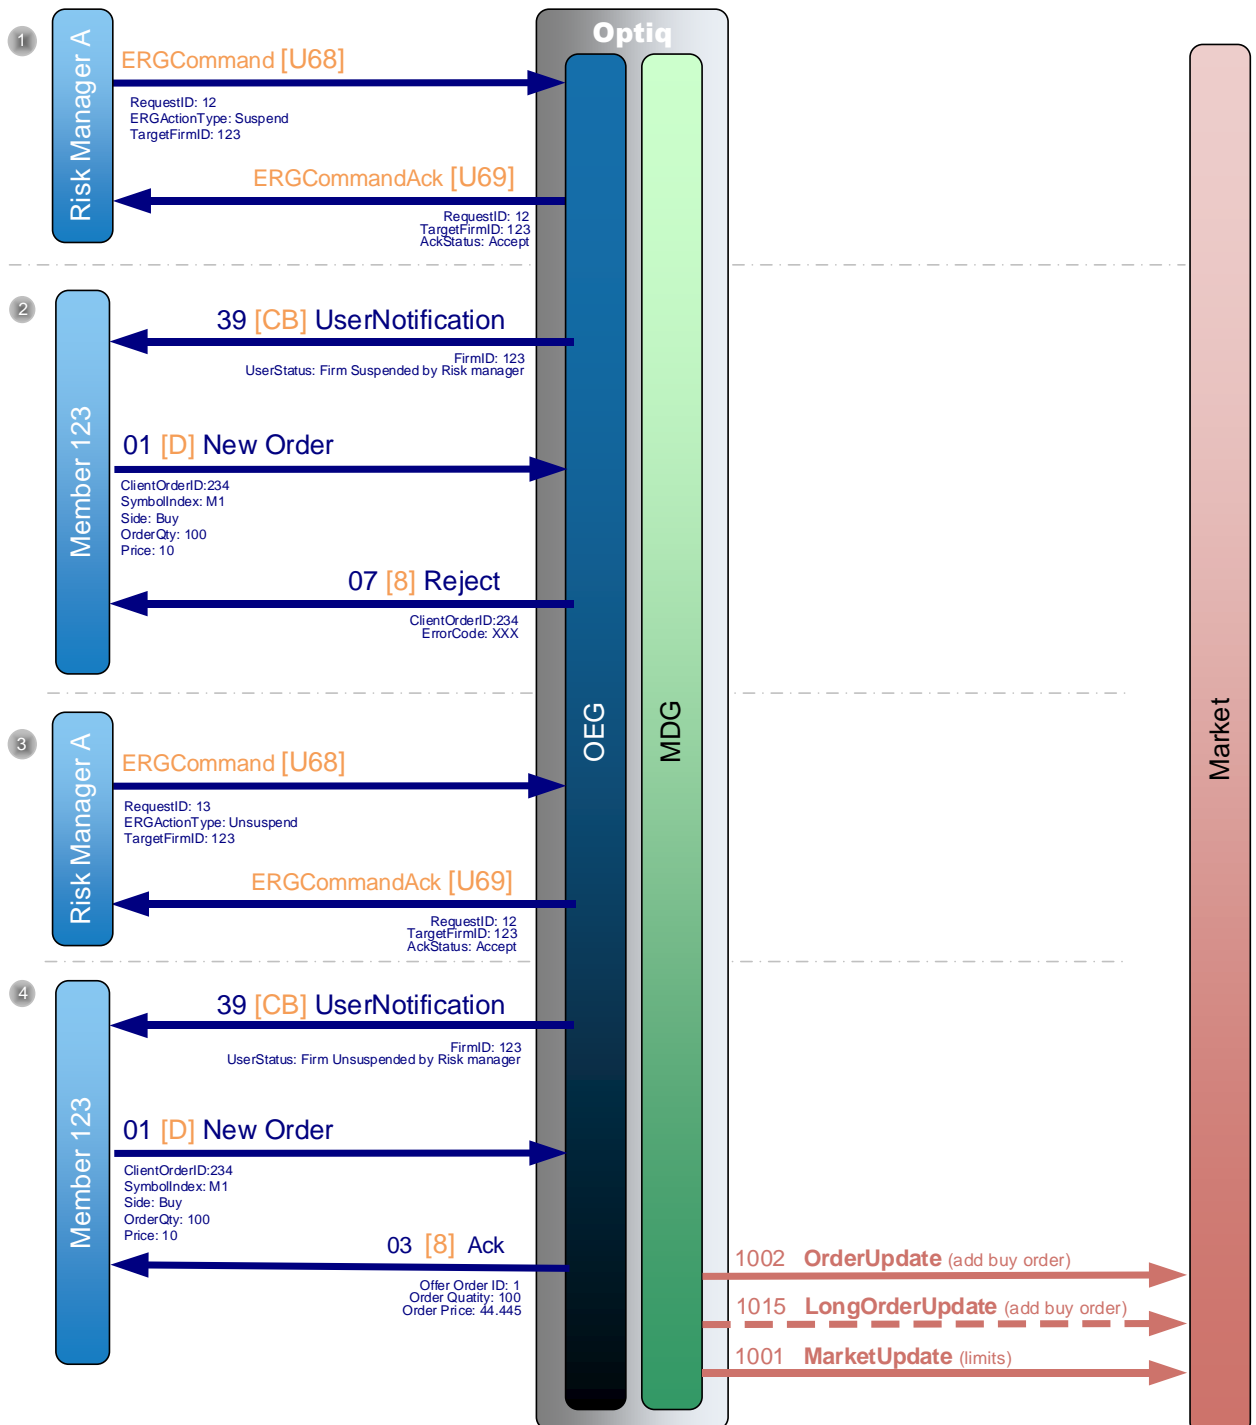 Optiq
1
Risk Manager A
ERGCommand [U68]
RequestID: 12
ERGActionType: Suspend
TargetFirmID: 123
ERGCommandAck [U69]
RequestID: 12
TargetFirmID: 123
AckStatus: Accept
2
Member 123
39 [CB] UserNotification
FirmID: 123
UserStatus: Firm Suspended by Risk manager
01 [D] New Order
ClientOrderID:234
SymbolIndex: M1
Side: Buy
OrderQty: 100
Price: 10
07 [8] Reject
ClientOrderID:234
ErrorCode: XXX
OEG
MDG
Market
3
Risk Manager A
ERGCommand [U68]
RequestID: 13
ERGActionType: Unsuspend
TargetFirmID: 123
ERGCommandAck [U69]
RequestID: 12
TargetFirmID: 123
AckStatus: Accept
4
Member 123
39 [CB] UserNotification
FirmID: 123
UserStatus: Firm Unsuspended by Risk manager
01 [D] New Order
ClientOrderID:234
SymbolIndex: M1
Side: Buy
OrderQty: 100
Price: 10
03 [8] Ack
Offer Order ID: 1
Order Quatity: 100
Order Price: 44.445
1002 OrderUpdate (add buy order)
1015 LongOrderUpdate (add buy order)
1001 MarketUpdate (limits)